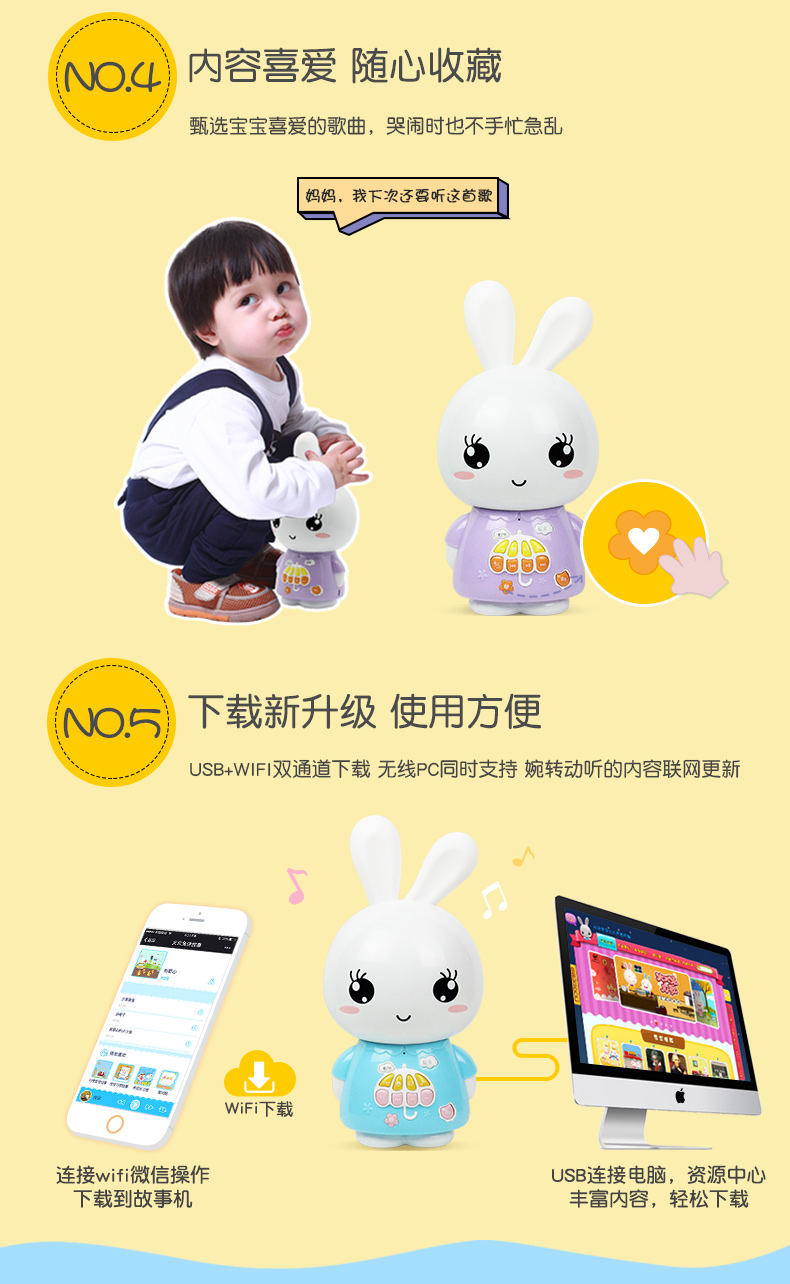 NO.4
内容喜爱 随心收藏
甄选宝宝喜爱的歌曲，哭闹时也不手忙急乱
妈妈，我下次还要听这首歌
NO.5
下载新升级 使用方便
USB+WIFI双通道下载 无线PC同时支持 婉转动听的内容联网更新
WiFi下载
连接wifi微信操作
下载到故事机
USB连接电脑，资源中心
丰富内容，轻松下载